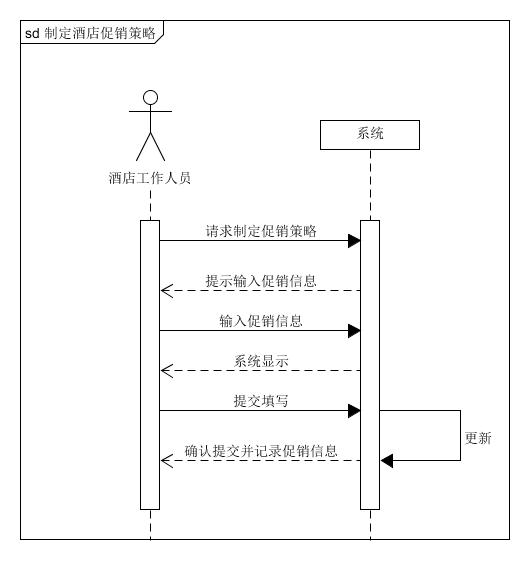 sd 制定酒店促销策略
系统
酒店工作人员
请求制定促销策略
提示输入促销信息
输入促销信息
系统显示
提交填写
更新
确认提交并记录促销信息